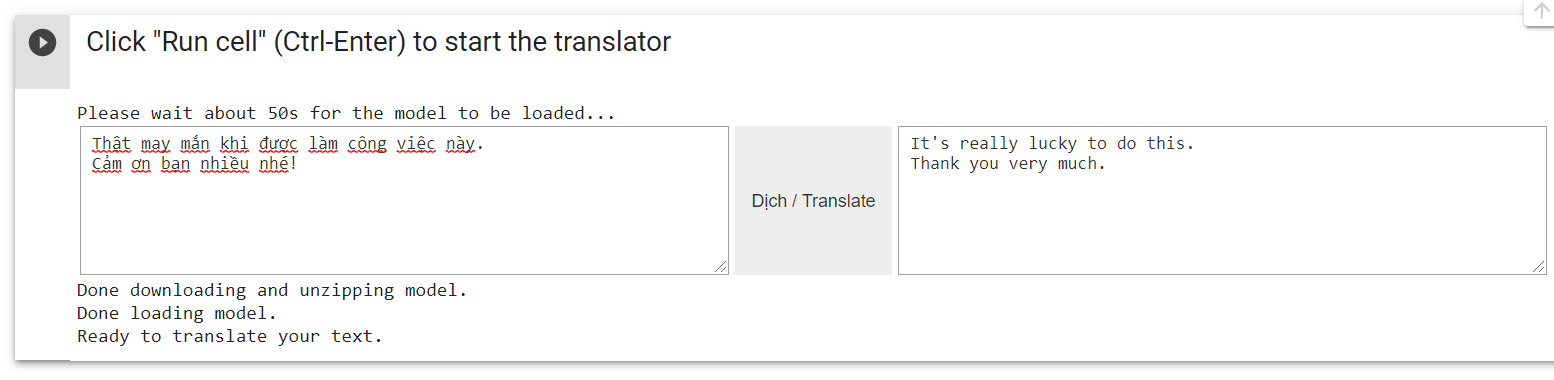 Click "Run cell" (Ctrl-Enter) to start the translator
Please wait about 50s for the model to be loaded...
Thật may mắn khi được làm công việc này.
Cảm ơn bạn nhiều nhé!
Dịch / Translate
It's really lucky to do this.
Thank you very much.
Done downloading and unzipping model.
Done loading model.
Ready to translate your text.